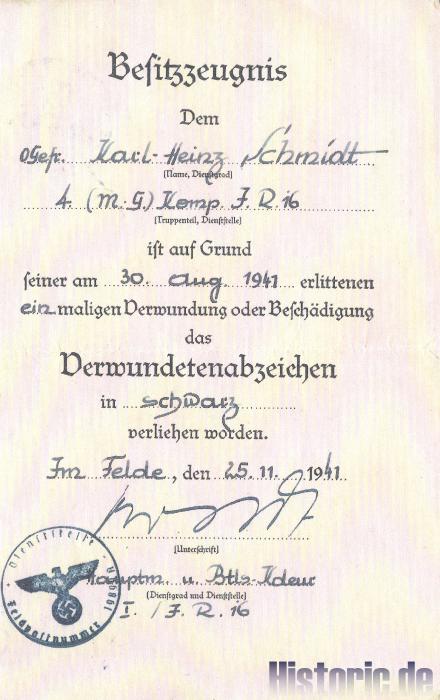 Besitzzeugnis
Dem
OGefr. Karl-Heinz Schmidt
(Name, Dienstgrad)
4. (M.G.) Komp. J.R. 16
(Truppenteil, Dienststelle)
ist auf Grund
seiner am 30. Aug. 1941 erlittenen
ein maligen Verwundung oder Beschädigung
das
Verwundetenabzeichen
in schwarz
verliehen worden.
Im Felde, den 25.11. 1941.
(Unterschrift)
Hauptm. u. Btls-Kdeur
(Dienstgrad und Dienststelle)
I. / J.R. 16
Dienststelle
Feldpostnummer
Historic.de